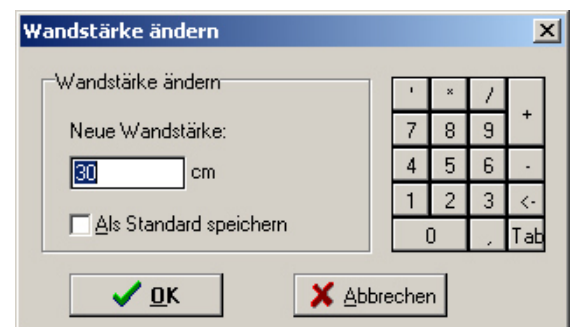 Wandstärke ändern
Wandstärke ändern
Neue Wandstärke:
30 cm
Als Standard speichern
' * /
+
7 8 9
4 5 6 -
1 2 3 <-
0 , Tab
OK Abbrechen